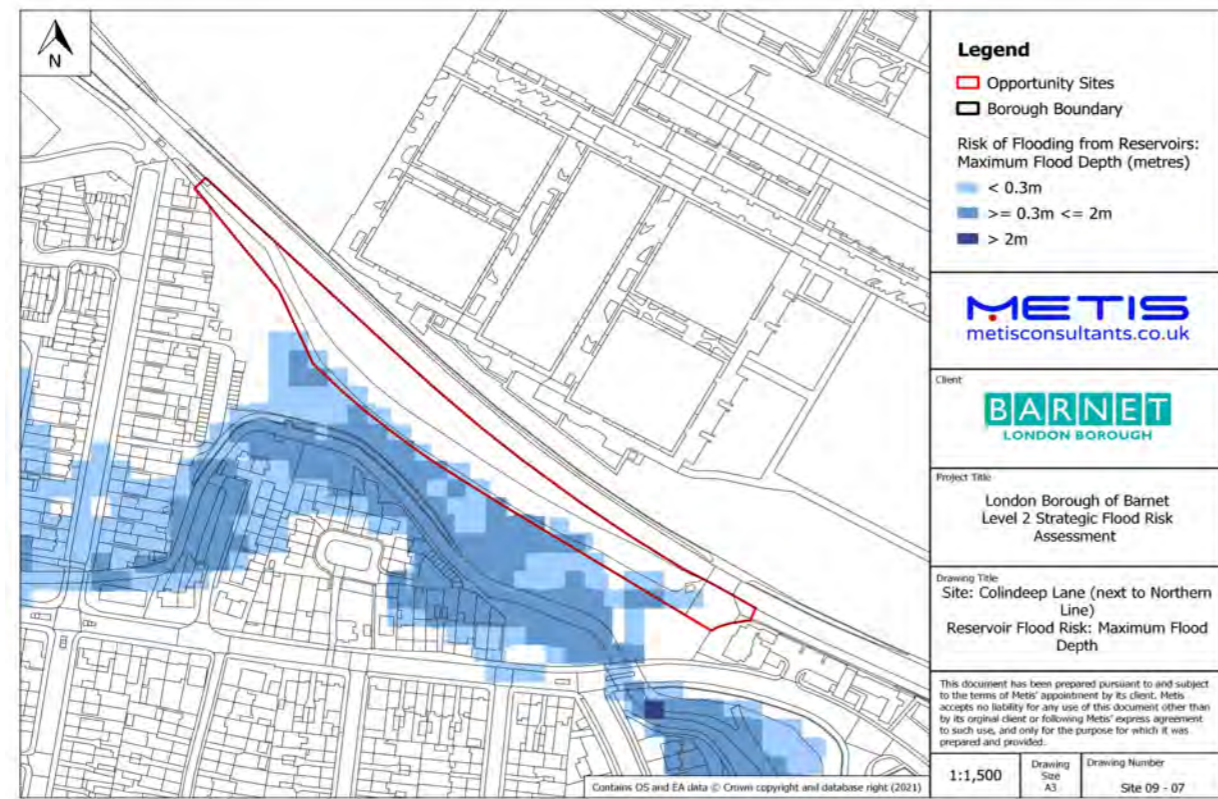 N
Legend
Opportunity Sites
Borough Boundary
Risk of Flooding from Reservoirs:
Maximum Flood Depth (metres)
< 0.3m
>= 0.3m <= 2m
> 2m
METIS
metisconsultants.co.uk
Client
BARNET
LONDON BOROUGH
Project Title
London Borough of Barnet
Level 2 Strategic Flood Risk
Assessment
Drawing Title
Site: Colindeep Lane (next to Northern
Line)
Reservoir Flood Risk: Maximum Flood
Depth
This document has been prepared pursuant to and subject
to the terms of Metis' appointment by its client. Metis
accepts no liability for any use of this document other than
by its orginal client or following Metis' express agreement
to such use, and only for the purpose for which it was
prepared and provided.
1:1,500
Drawing
Size
A3
Drawing Number
Site 09 - 07
Contains OS and EA data © Crown copyright and database right (2021)